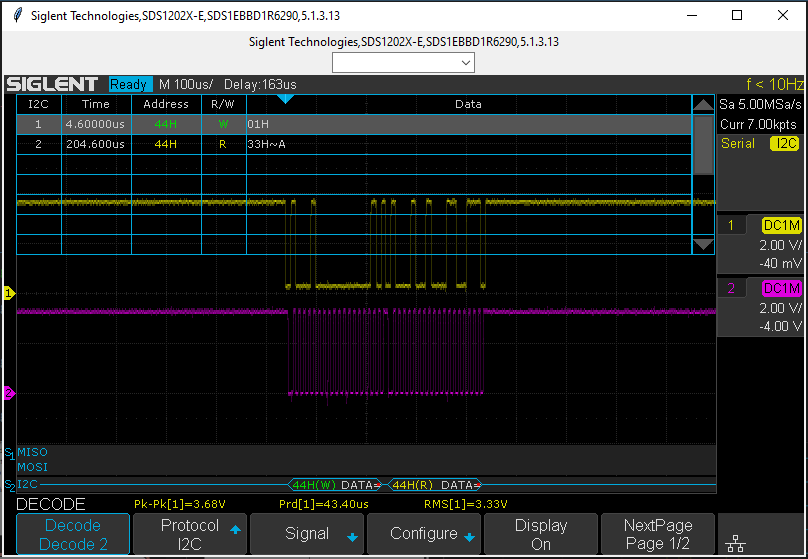 Siglent Technologies,SDS1202X-E,SDS1EBBD1R6290,5.1.3.13
Siglent Technologies,SDS1202X-E,SDS1EBBD1R6290,5.1.3.13
SIGLENT Ready M 100us/ Delay:163us f < 10Hz
I2C Time Address R/W Data
Sa 5.00MSa/s
1 4.60000us 44H W 01H
Curr 7.00kpts
2 204.600us 44H R 33H~A
Serial I2C
1 DC1M
2.00 V/
-40 mV
2 DC1M
2.00 V/
-4.00 V
1
2
S1 MISO
MOSI
S2 I2C 44H(W) DATA= 44H(R) DATA=
DECODE Pk-Pk[1]=3.68V Prd[1]=43.40us RMS[1]=3.33V
Decode Protocol Signal Configure Display NextPage
Decode 2 I2C On Page 1/2